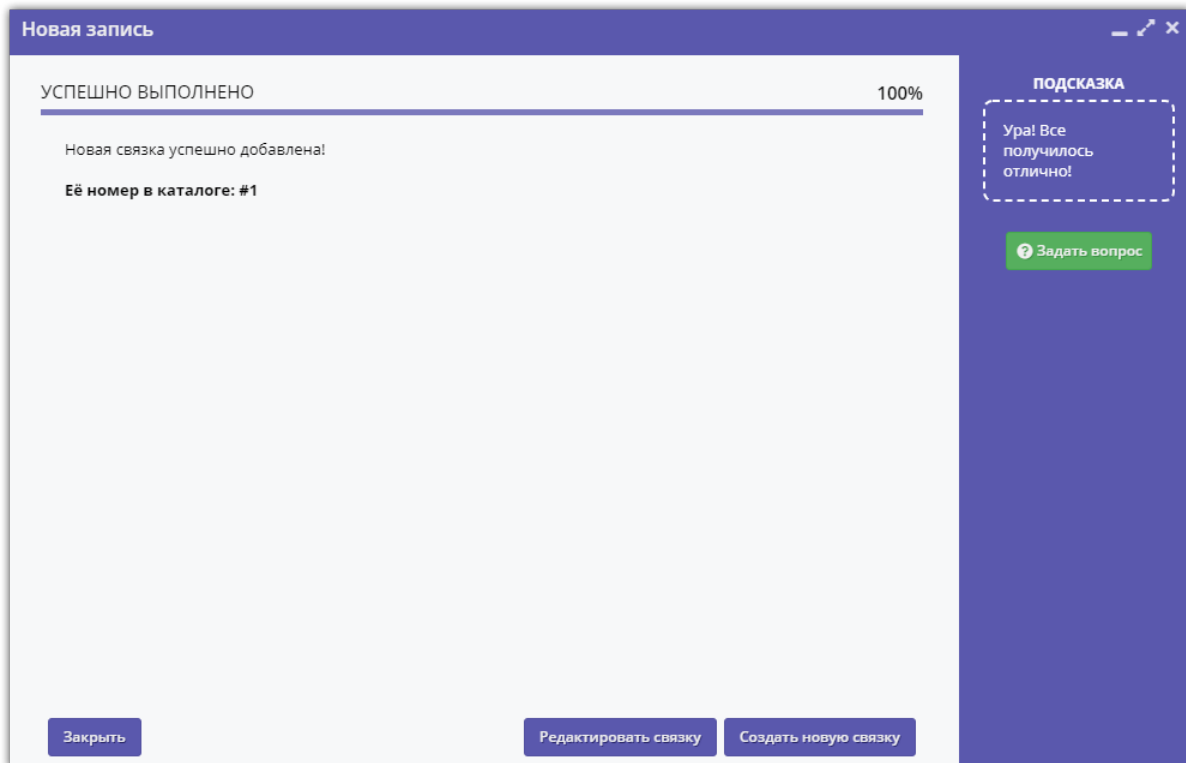 Новая запись
УСПЕШНО ВЫПОЛНЕНО 100%
Новая связка успешно добавлена!
Её номер в каталоге: #1
ПОДСКАЗКА
Ура! Все
получилось
отлично!
Задать вопрос
Закрыть Редактировать связку Создать новую связку